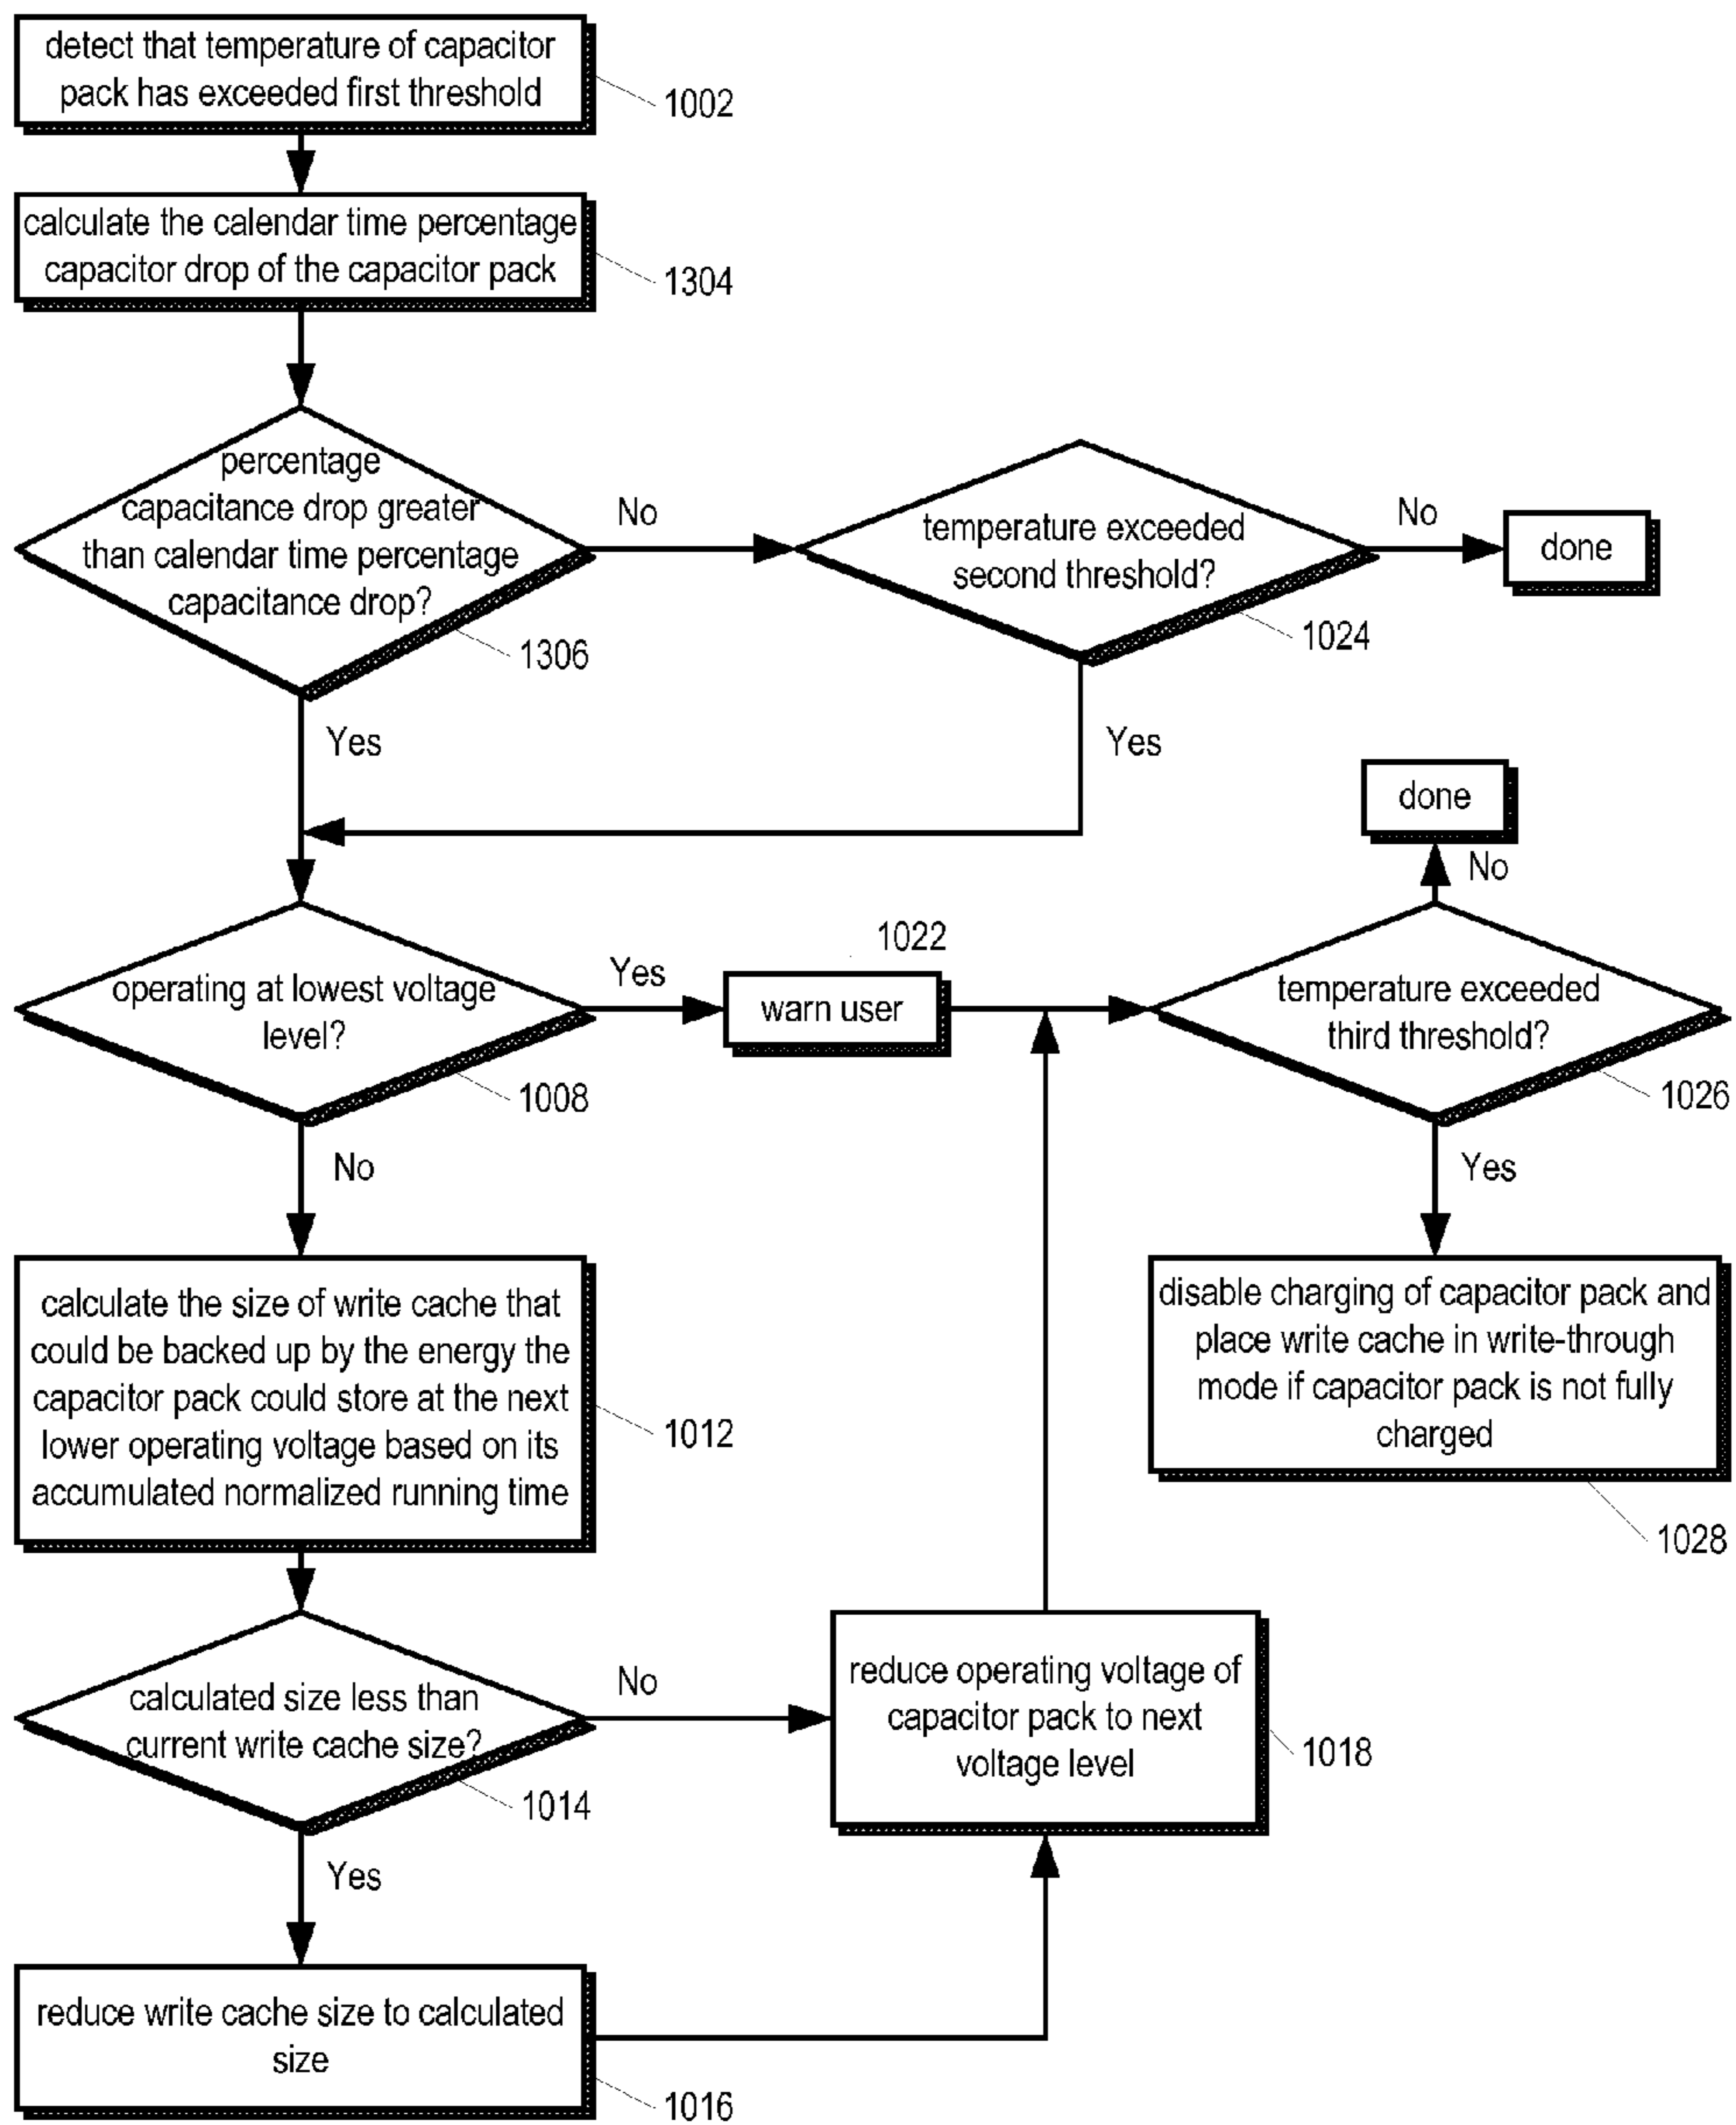 detect that temperature of capacitor
pack has exceeded first threshold
1002
calculate the calendar time percentage
capacitor drop of the capacitor pack
1304
percentage
capacitance drop greater
than calendar time percentage
capacitance drop?
1306
No
temperature exceeded
second threshold?
1024
No
done
Yes
Yes
done
No
operating at lowest voltage
level?
1008
Yes
1022
warn user
temperature exceeded
third threshold?
1026
No
Yes
calculate the size of write cache that
could be backed up by the energy the
capacitor pack could store at the next
lower operating voltage based on its
accumulated normalized running time
1012
disable charging of capacitor pack and
place write cache in write-through
mode if capacitor pack is not fully
charged
1028
calculated size less than
current write cache size?
1014
No
reduce operating voltage of
capacitor pack to next
voltage level
1018
Yes
reduce write cache size to calculated
size
1016